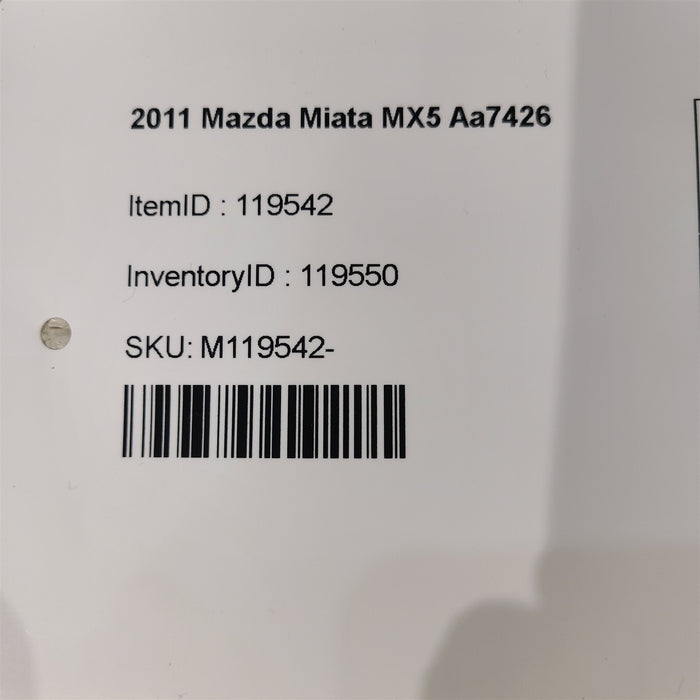 2011 Mazda Miata MX5 Aa7426
ItemID : 119542
InventoryID : 119550
SKU: M119542-